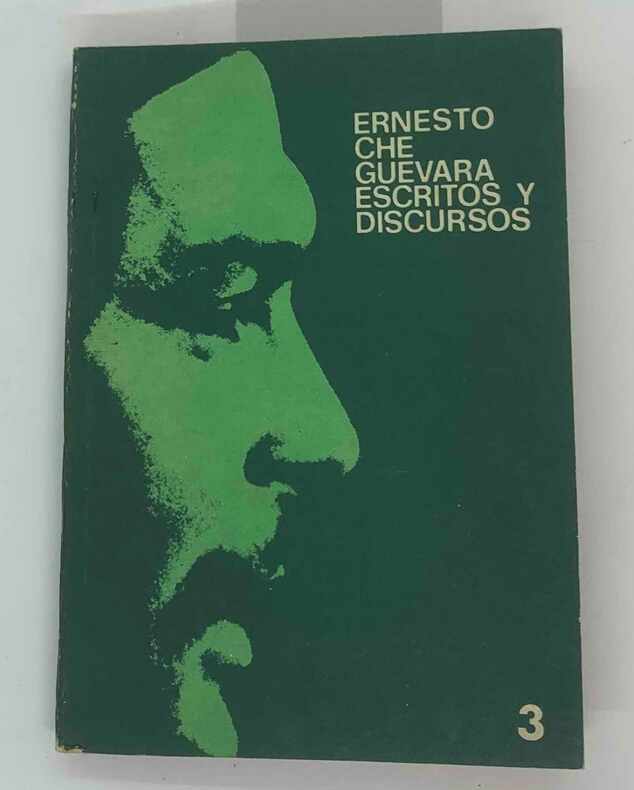 ERNESTO
CHE
GUEVARA
ESCRITOS Y
DISCURSOS
3